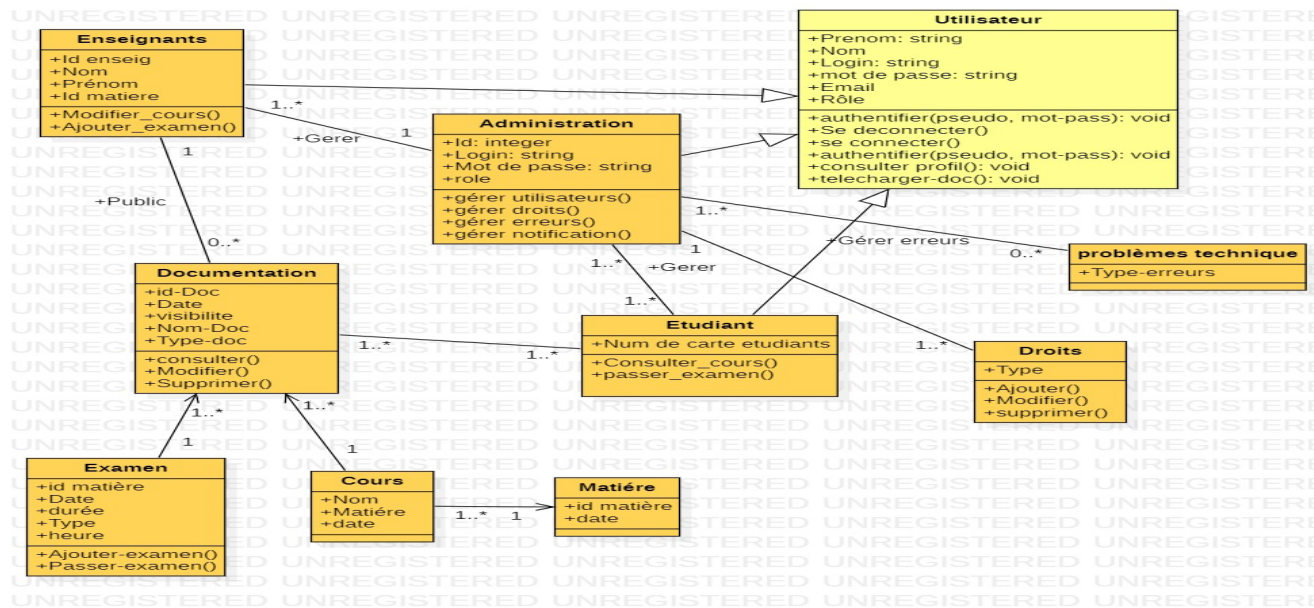 UNREGISTERED
Enseignants
+Id enseig
+Nom
+Prénom
+Id matiere
+Modifier_cours()
+Ajouter_examen()
Utilisateur
+Prenom: string
+Nom
+Login: string
+mot de passe: string
+Email
+Rôle
+authentifier(pseudo, mot-pass): void
+Se deconnecter()
+se connecter()
+authentifier(pseudo, mot-pass): void
+consulter profil(): void
+telecharger-doc(): void
1..*
+Gerer
1
Administration
+Id: integer
+Login: string
+Mot de passe: string
+role
+gérer utilisateurs()
+gérer droits()
+gérer erreurs()
+gérer notification()
1
+Public
0..*
1..*
+Gérer erreurs
0..*
problèmes technique
+Type-erreurs
1..*
+Gerer
1..*
1
1..*
Documentation
+id-Doc
+Date
+visibilite
+Nom-Doc
+Type-doc
+consulter()
+Modifier()
+Supprimer()
1..*
1..*
Etudiant
+Num de carte etudiants
+Consulter_cours()
+passer_examen()
Droits
+Type
+Ajouter()
+Modifier()
+supprimer()
1..*
1
1..*
1
Examen
+id matière
+Date
+durée
+Type
+heure
+Ajouter-examen()
+Passer-examen()
Cours
+Nom
+Matiére
+date
1..*
1
Matiére
+id matière
+date